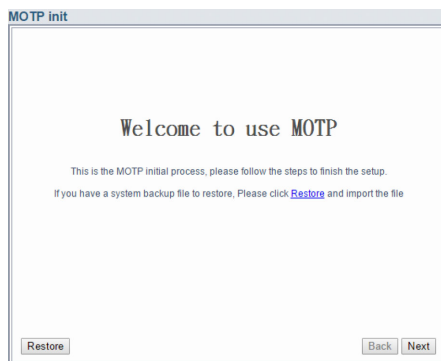 MOTP init
Welcome to use MOTP
This is the MOTP initial process, please follow the steps to finish the setup.
If you have a system backup file to restore, Please click Restore and import the file
Restore Back Next